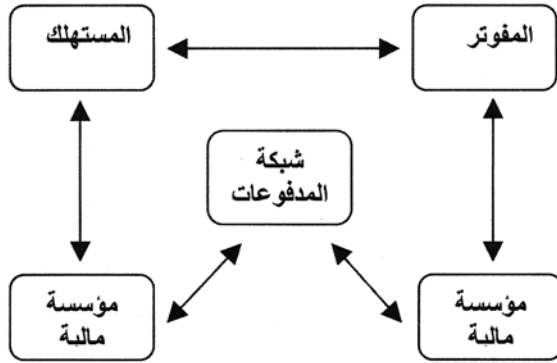 المفوتر
المستهلك
شبكة
المدفوعات
مؤسسة
مالية
مؤسسة
مالية